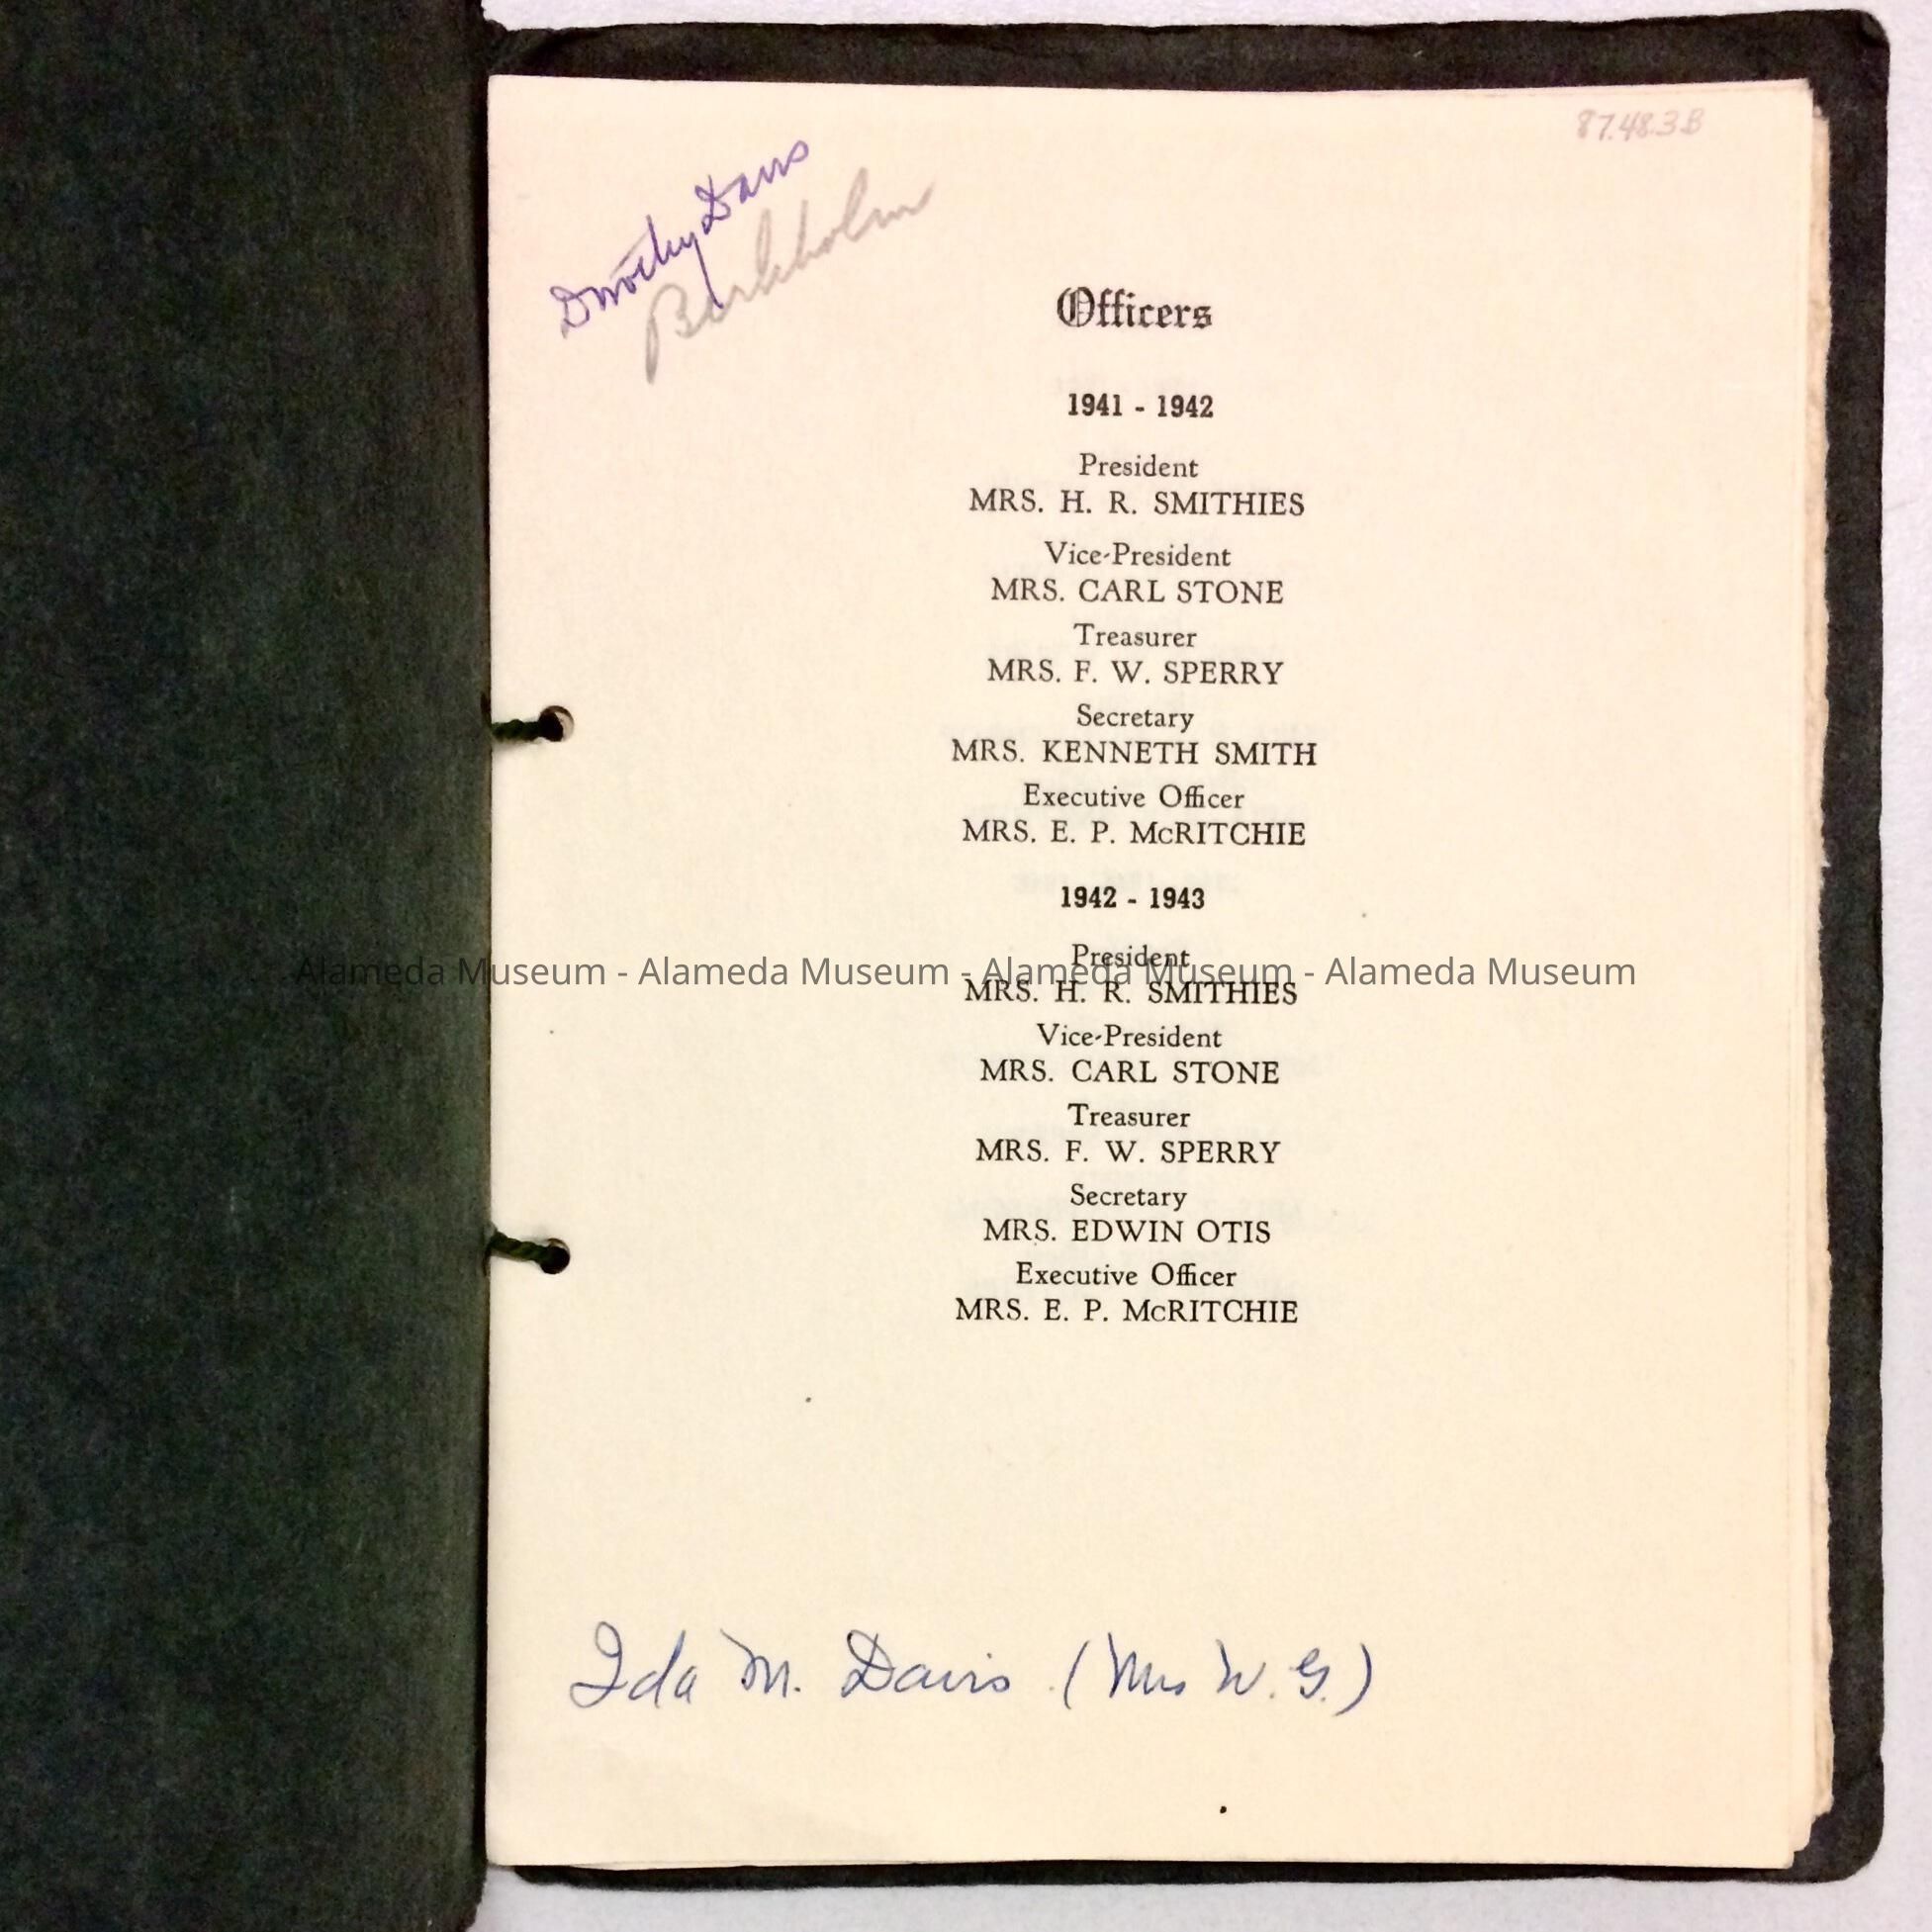 87.48.3B
Dorothy Davis
Barkholm
Officers
1941 - 1942
President
MRS. H. R. SMITHIES
Vice-President
MRS. CARL STONE
Treasurer
MRS. F. W. SPERRY
Secretary
MRS. KENNETH SMITH
Executive Officer
MRS. E. P. McRITCHIE
1942 - 1943
President
Alameda Museum - Alameda Museum - Alameda Museum - Alameda Museum
MRS. H. R. SMITHIES
Vice-President
MRS. CARL STONE
Treasurer
MRS. F. W. SPERRY
Secretary
MRS. EDWIN OTIS
Executive Officer
MRS. E. P. McRITCHIE
Ida M. Davis (Mrs W. G.)